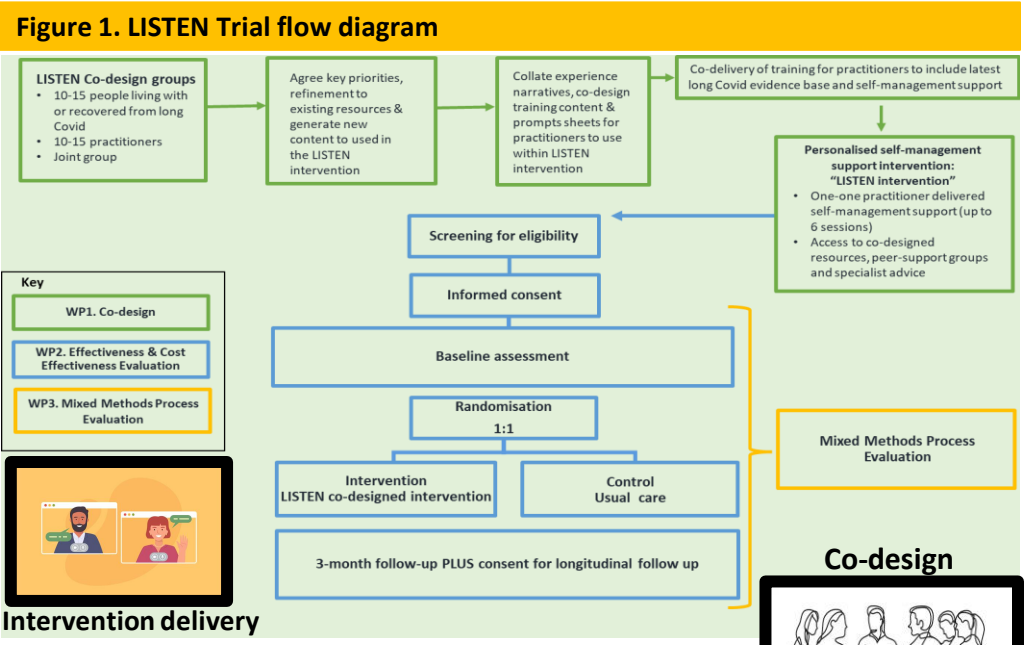 Figure 1. LISTEN Trial flow diagram
LISTEN Co-design groups
• 10-15 people living with
or recovered from long
Covid
• 10-15 practitioners
• Joint group
Agree key priorities,
refinement to
existing resources &
generate new
content to used in
the LISTEN
intervention
Collate experience
narratives, co-design
training content &
prompts sheets for
practitioners to use
within LISTEN
intervention
Co-delivery of training for practitioners to include latest
long Covid evidence base and self-management support
Personalised self-management
support intervention:
“LISTEN intervention”
• One-one practitioner delivered
self-management support (up to
6 sessions)
• Access to co-designed
resources, peer-support groups
and specialist advice
Screening for eligibility
Informed consent
Baseline assessment
Randomisation
1:1
Intervention
LISTEN co-designed intervention
Control
Usual care
3-month follow-up PLUS consent for longitudinal follow up
Mixed Methods Process
Evaluation
Key
WP1. Co-design
WP2. Effectiveness & Cost
Effectiveness Evaluation
WP3. Mixed Methods Process
Evaluation
Intervention delivery
Co-design